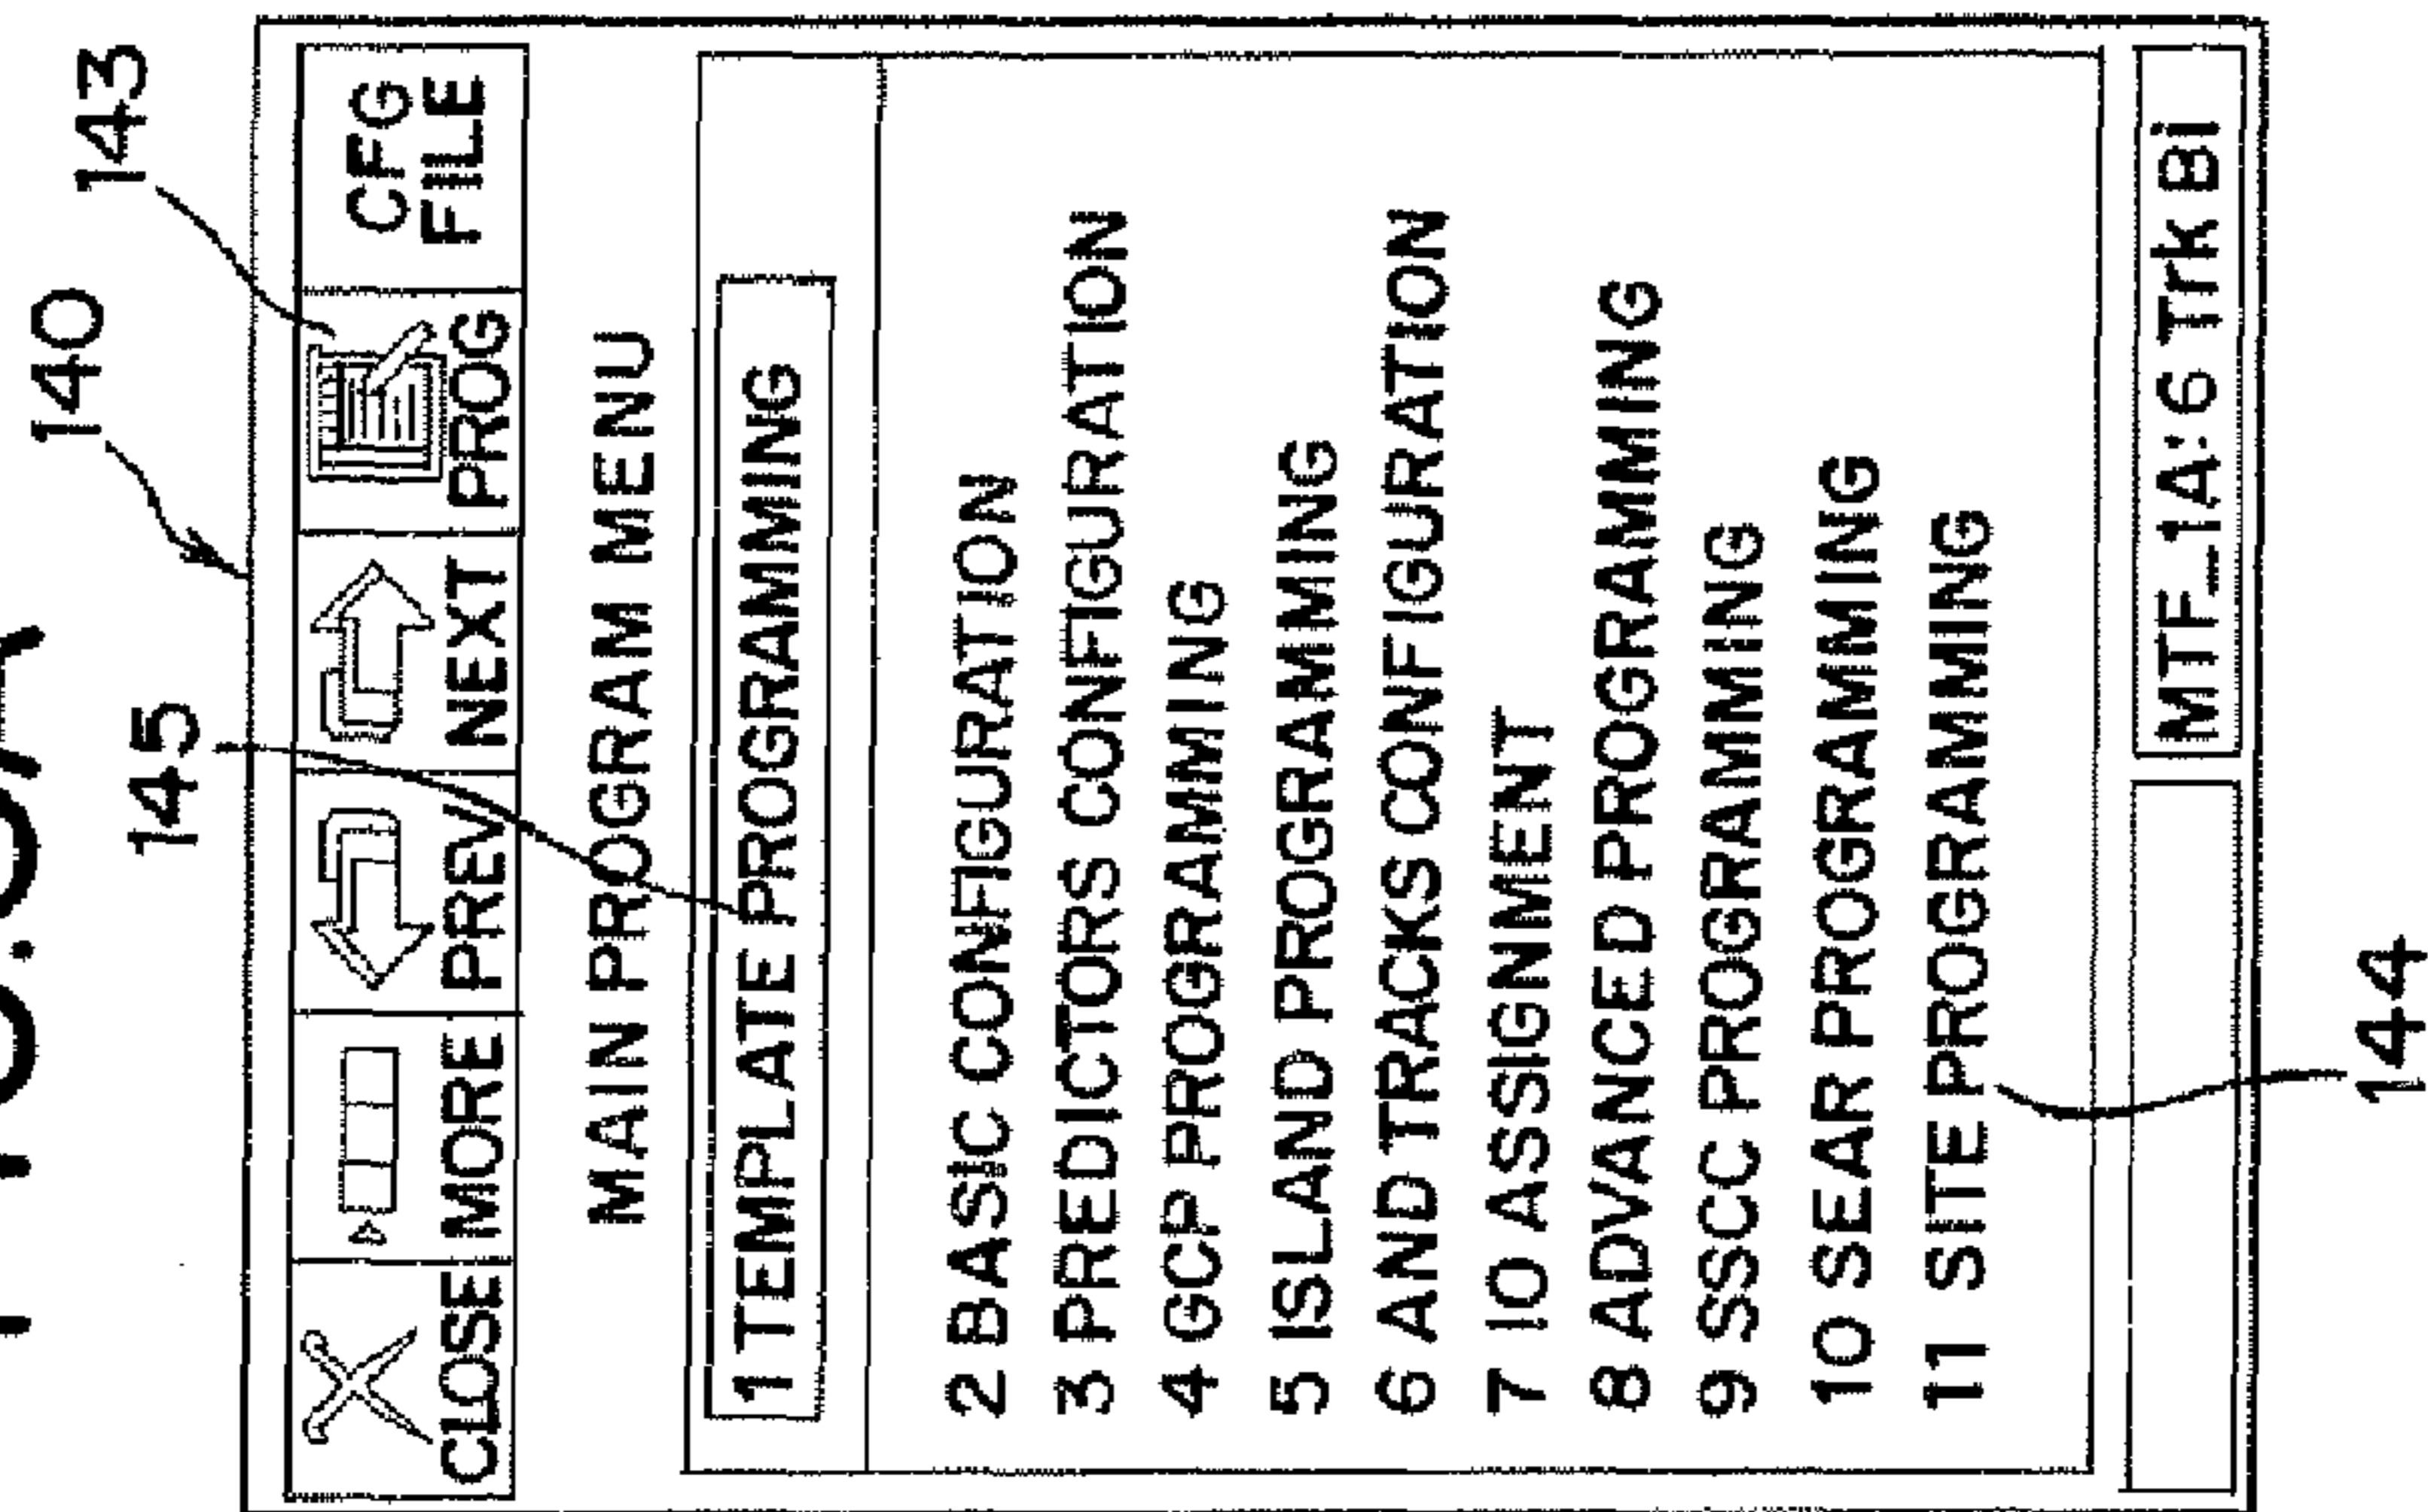 140
143
145
CLOSE MORE PREV NEXT PROG CFG FILE
MAIN PROGRAM MENU
1 TEMPLATE PROGRAMMING
2 BASIC CONFIGURATION
3 PREDICTORS CONFIGURATION
4 GCP PROGRAMMING
5 ISLAND PROGRAMMING
6 AND TRACKS CONFIGURATION
7 IO ASSIGNMENT
8 ADVANCED PROGRAMMING
9 SSCC PROGRAMMING
10 SEAR PROGRAMMING
11 SITE PROGRAMMING
MTF_1A: 6 Trk Bi
144